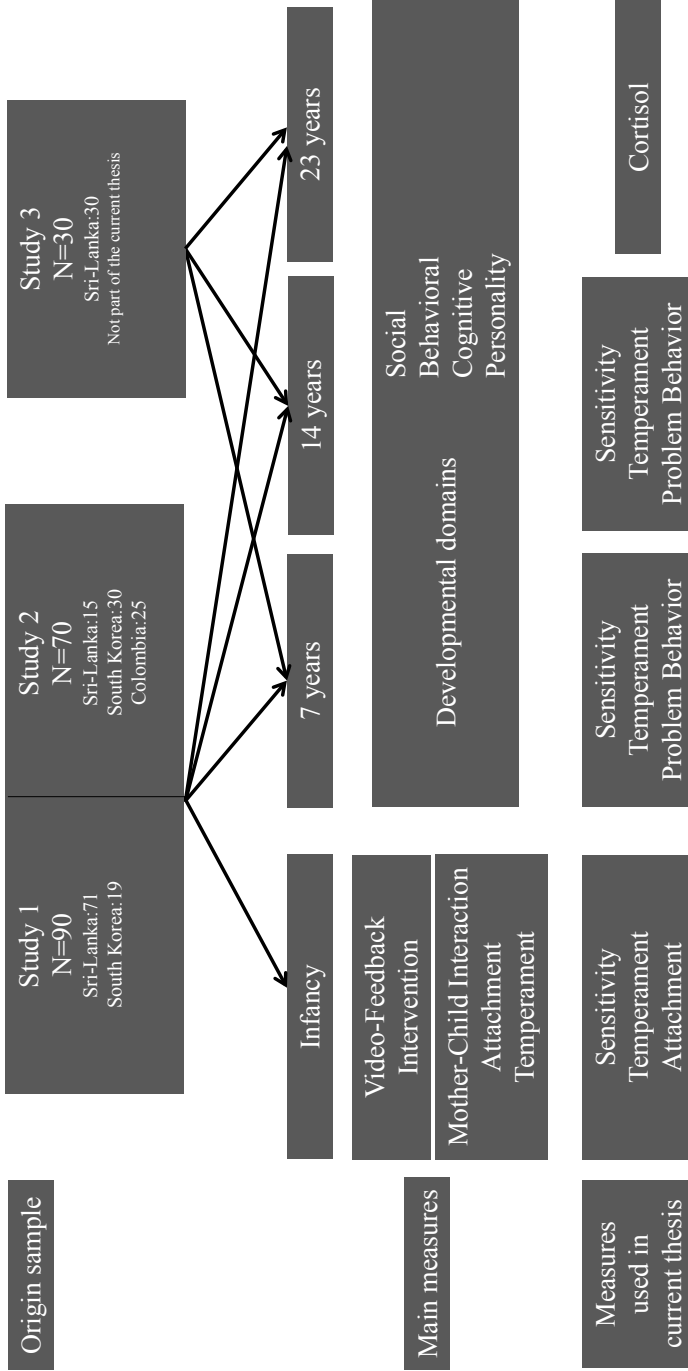 Origin sample
Study 1
N=90
Sri-Lanka:71
South Korea:19
Study 2
N=70
Sri-Lanka:15
South Korea:30
Colombia:25
Study 3
N=30
Sri-Lanka:30
Not part of the current thesis
Infancy
7 years
14 years
23 years
Main measures
Video-Feedback
Intervention
Mother-Child Interaction
Attachment
Temperament
Developmental domains
Social
Behavioral
Cognitive
Personality
Measures
used in
current thesis
Sensitivity
Temperament
Attachment
Sensitivity
Temperament
Problem Behavior
Sensitivity
Temperament
Problem Behavior
Cortisol